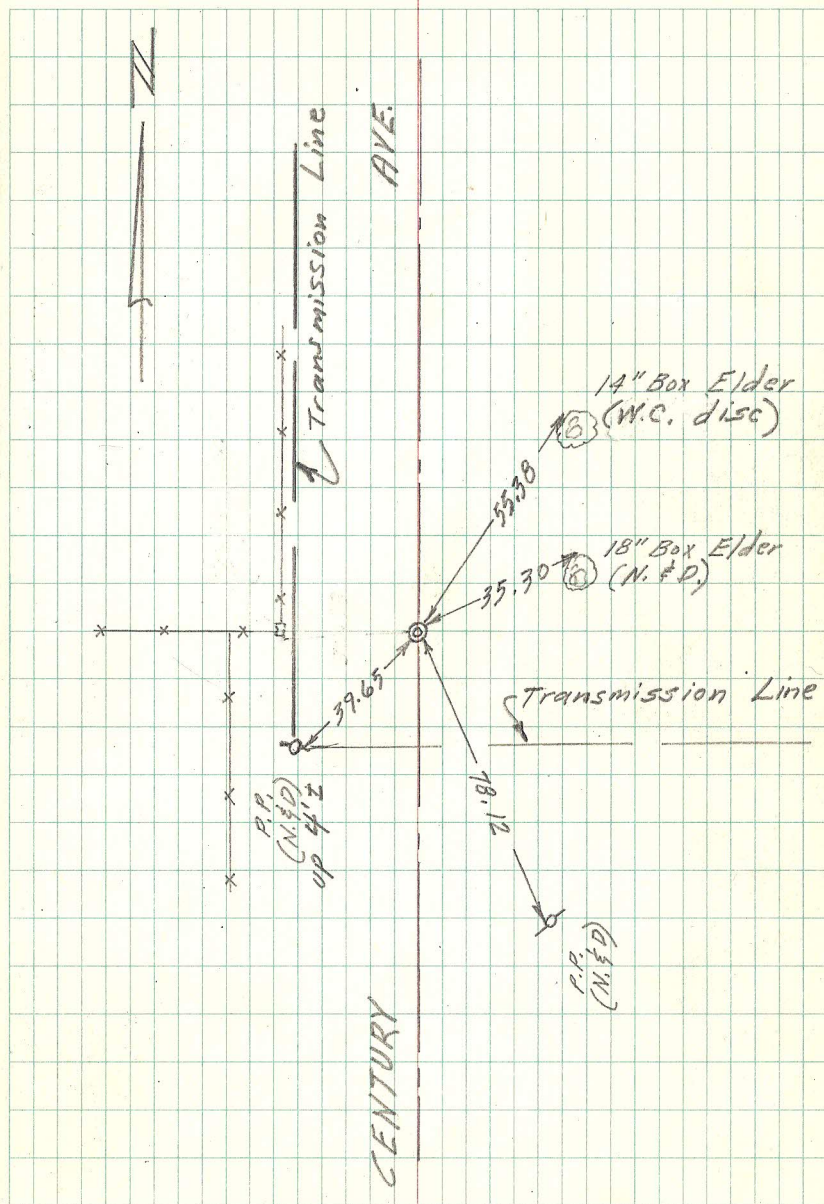 N
Transmission Line
AVE.
14" Box Elder
(W.C. disc)
55.38
18" Box Elder
(N. & D.)
35.30
39.65
Transmission Line
P.P.
(N. & D)
up 4'±
78.12
P.P.
(N. & D)
CENTURY